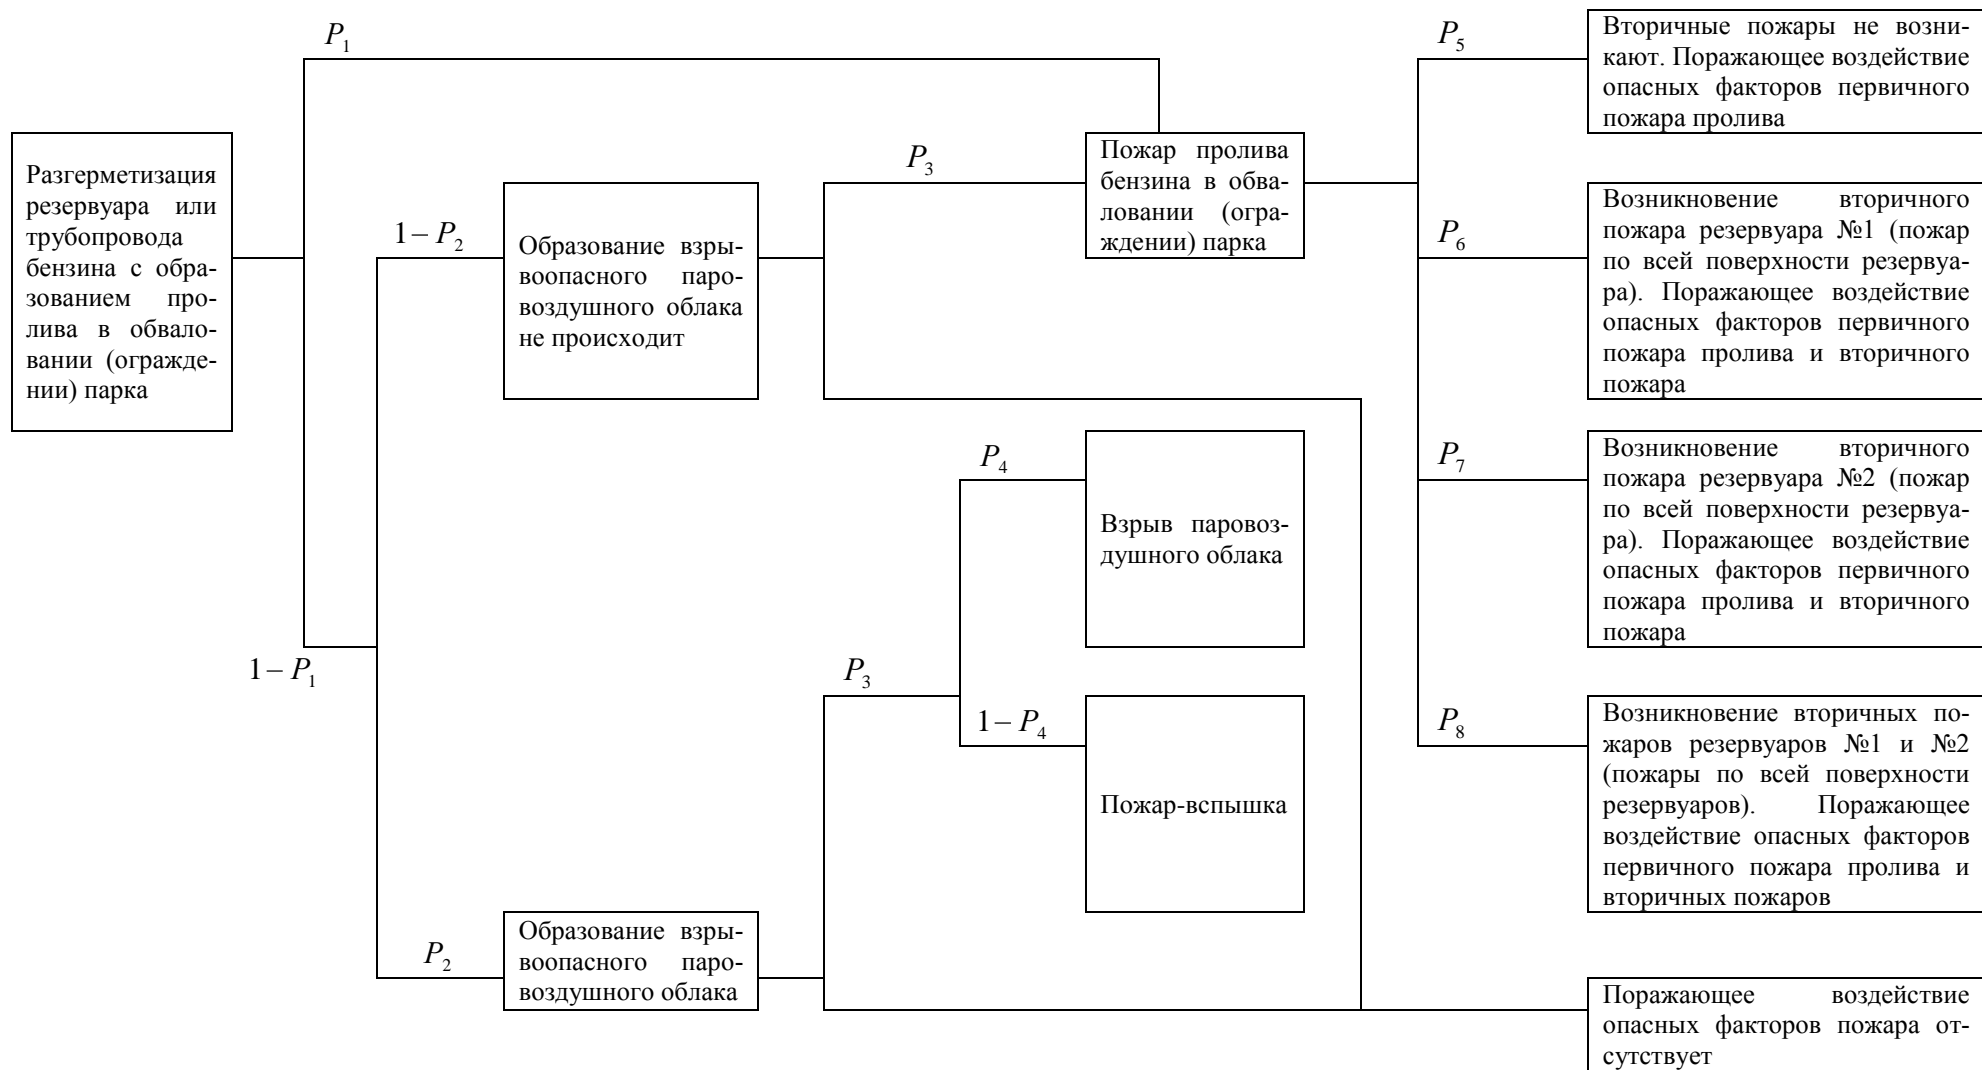 P₁
P₅
Вторичные пожары не возни-
кают. Поражающее воздействие
опасных факторов первичного
пожара пролива
Разгерметизация
резервуара или
трубопровода
бензина с обра-
зованием про-
лива в обвало-
вании (огражде-
нии) парка
1 – P₂
Образование взры-
воопасного паро-
воздушного облака
не происходит
P₃
Пожар пролива
бензина в обва-
ловании (огра-
ждении) парка
P₆
Возникновение вторичного
пожара резервуара №1 (пожар
по всей поверхности резервуа-
ра). Поражающее воздействие
опасных факторов первичного
пожара пролива и вторичного
пожара
P₄
Взрыв паровоз-
душного облака
P₇
Возникновение вторичного
пожара резервуара №2 (пожар
по всей поверхности резервуа-
ра). Поражающее воздействие
опасных факторов первичного
пожара пролива и вторичного
пожара
1 – P₁
P₃
1 – P₄
Пожар-вспышка
P₈
Возникновение вторичных по-
жаров резервуаров №1 и №2
(пожары по всей поверхности
резервуаров). Поражающее
воздействие опасных факторов
первичного пожара пролива и
вторичных пожаров
P₂
Образование взры-
воопасного паро-
воздушного облака
Поражающее воздействие
опасных факторов пожара от-
сутствует